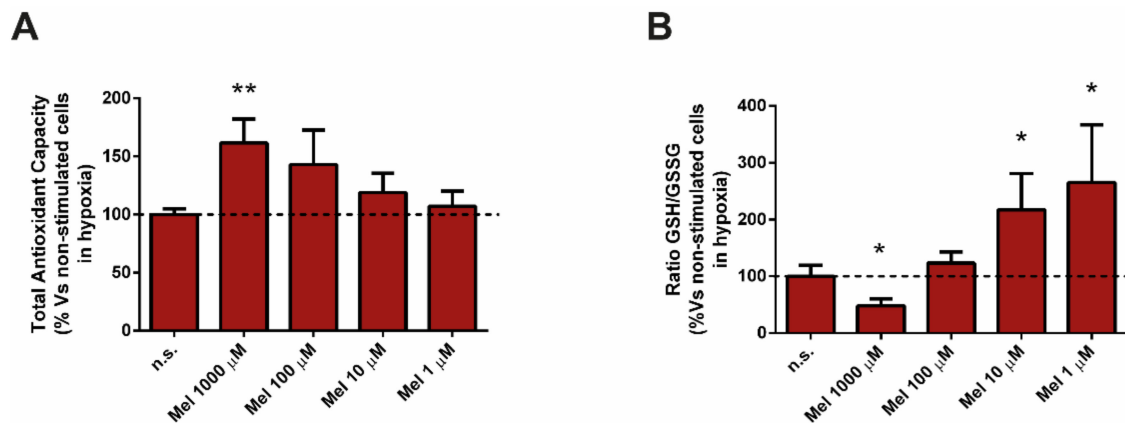 A
Total Antioxidant Capacity
(% Vs non-stimulated cells
in hypoxia)
200
150
100
50
0
**
n.s.
Mel 1000 μM
Mel 100 μM
Mel 10 μM
Mel 1 μM
B
Ratio GSH/GSSG
(%Vs non-stimulated cells
in hypoxia)
400
300
200
100
0
*
*
*
n.s.
Mel 1000 μM
Mel 100 μM
Mel 10 μM
Mel 1 μM